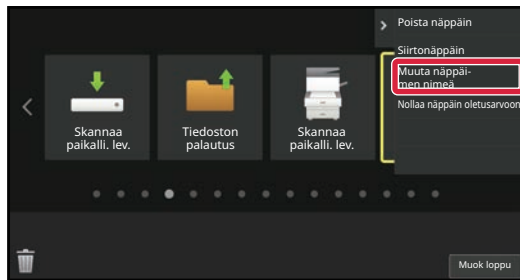 Poista näppäin
Siirtonäppäin
Muuta näppäi-
men nimeä
Nollaa näppäin oletusarvoon
Skannaa
paikalli. lev.
Tiedoston
palautus
Skannaa
paikalli. lev.
Muok loppu